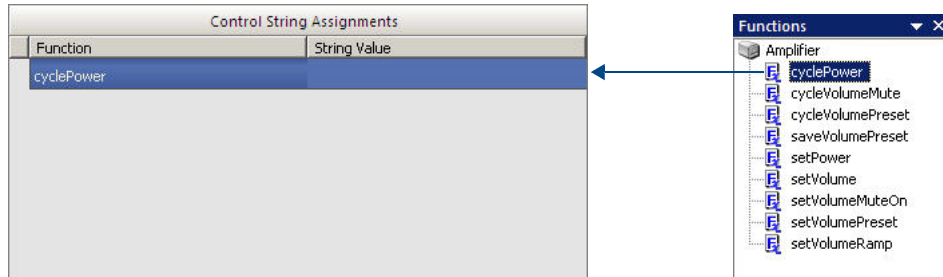 Control String Assignments
Function String Value
cyclePower
Functions
Amplifier
cyclePower
cycleVolumeMute
cycleVolumePreset
saveVolumePreset
setPower
setVolume
setVolumeMuteOn
setVolumePreset
setVolumeRamp